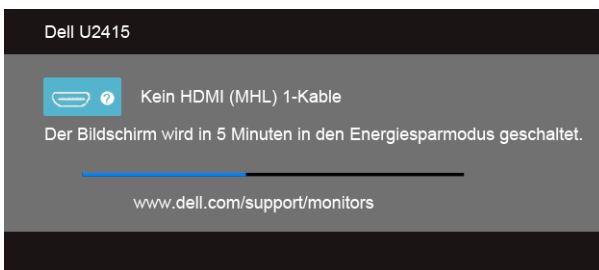 Dell U2415
Kein HDMI (MHL) 1-Kable
Der Bildschirm wird in 5 Minuten in den Energiesparmodus geschaltet.
www.dell.com/support/monitors